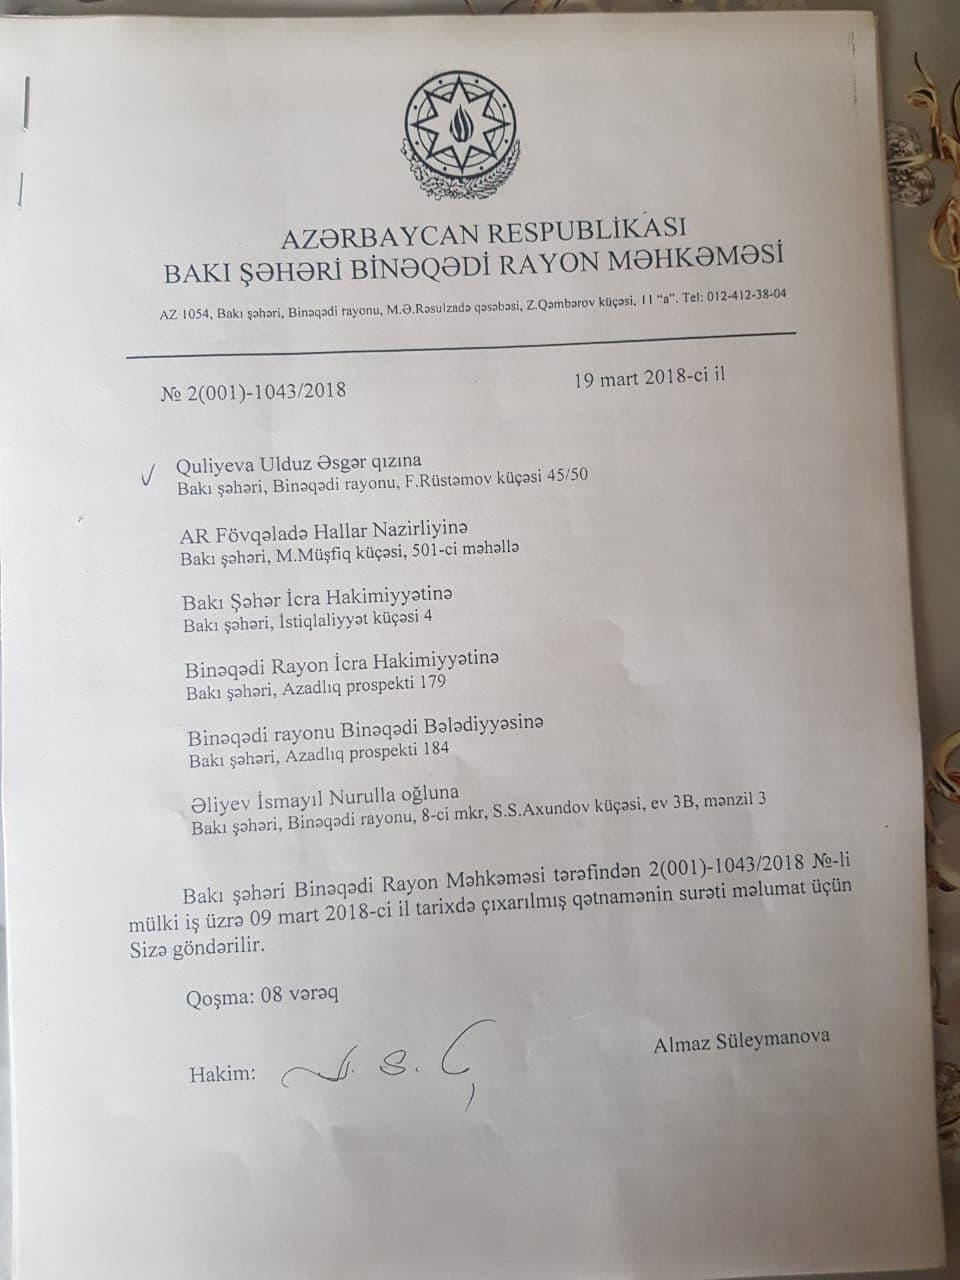 AZƏRBAYCAN RESPUBLİKASI
BAKI ŞƏHƏRİ BİNƏQƏDİ RAYON MƏHKƏMƏSİ
AZ 1054, Bakı şəhəri, Binəqədi rayonu, M.Ə.Rəsulzadə qəsəbəsi, Z.Qəmbərov küçəsi, 11 “a”. Tel: 012-412-38-04
№ 2(001)-1043/2018
19 mart 2018-ci il
Quliyeva Ulduz Əsgər qızına
Bakı şəhəri, Binəqədi rayonu, F.Rüstəmov küçəsi 45/50
AR Fövqəladə Hallar Nazirliyinə
Bakı şəhəri, M.Müşfiq küçəsi, 501-ci məhəllə
Bakı Şəhər İcra Hakimiyyətinə
Bakı şəhəri, İstiqlaliyyət küçəsi 4
Binəqədi Rayon İcra Hakimiyyətinə
Bakı şəhəri, Azadlıq prospekti 179
Binəqədi rayonu Binəqədi Bələdiyyəsinə
Bakı şəhəri, Azadlıq prospekti 184
Əliyev İsmayıl Nurulla oğluna
Bakı şəhəri, Binəqədi rayonu, 8-ci mkr, S.S.Axundov küçəsi, ev 3B, mənzil 3
Bakı şəhəri Binəqədi Rayon Məhkəməsi tərəfindən 2(001)-1043/2018 №-li
mülki iş üzrə 09 mart 2018-ci il tarixdə çıxarılmış qətnamənin surəti məlumat üçün
Sizə göndərilir.
Qoşma: 08 vərəq
Hakim:
Almaz Süleymanova